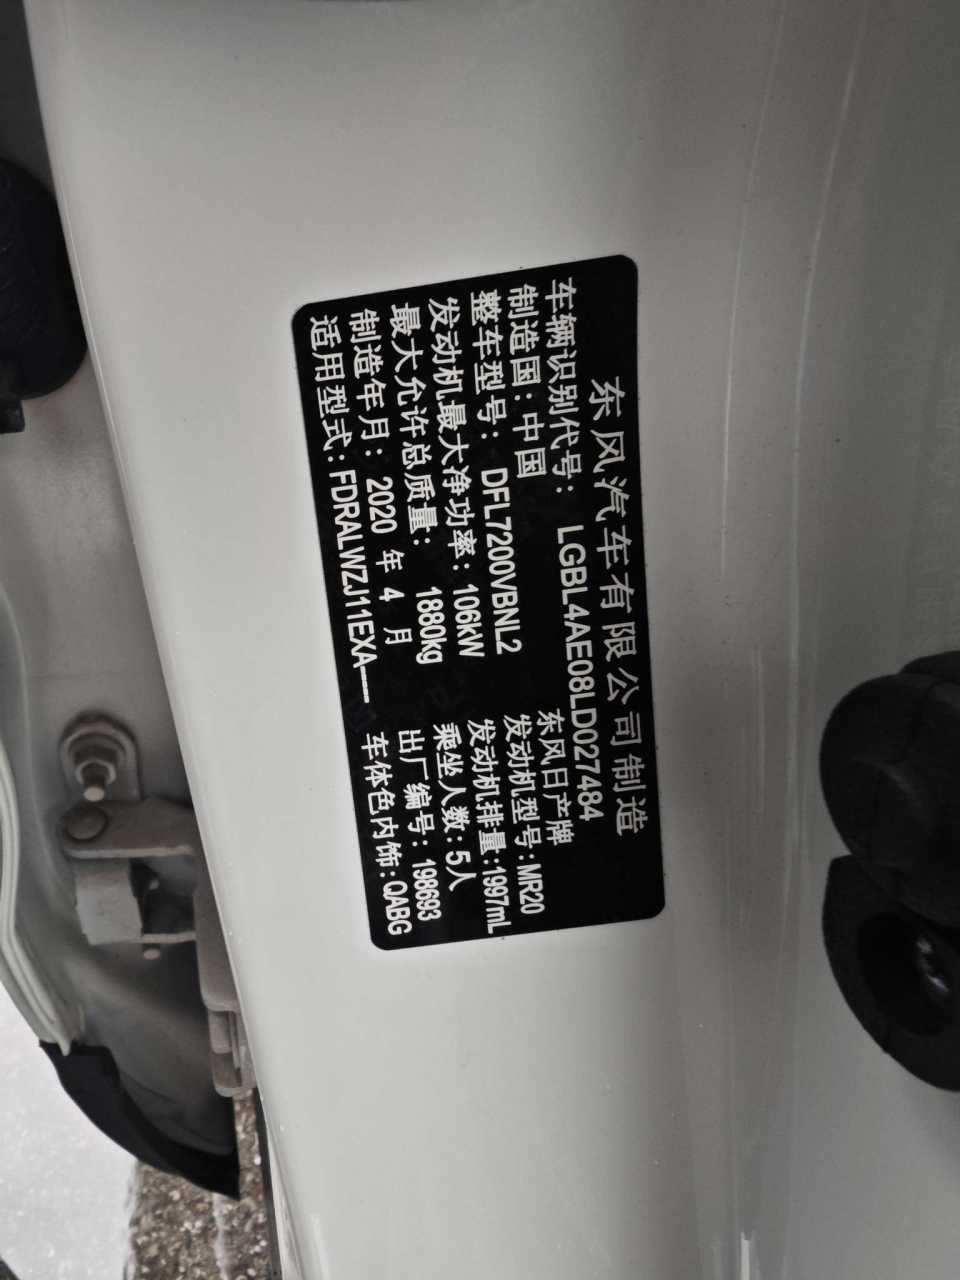 东风汽车有限公司制造
车辆识别代号: LGBL4AE08LD027484
制造国:中国 东风日产牌
整车型号: DFL7200VBNL2 发动机型号:MR20
发动机最大净功率:106kW 发动机排量:1997mL
最大允许总质量: 1880kg 乘坐人数:5人
制造年月: 2020 年 4 月 出厂编号:198693
适用型式:FDRALWZJ11EXA---- 车体色内饰:QABG